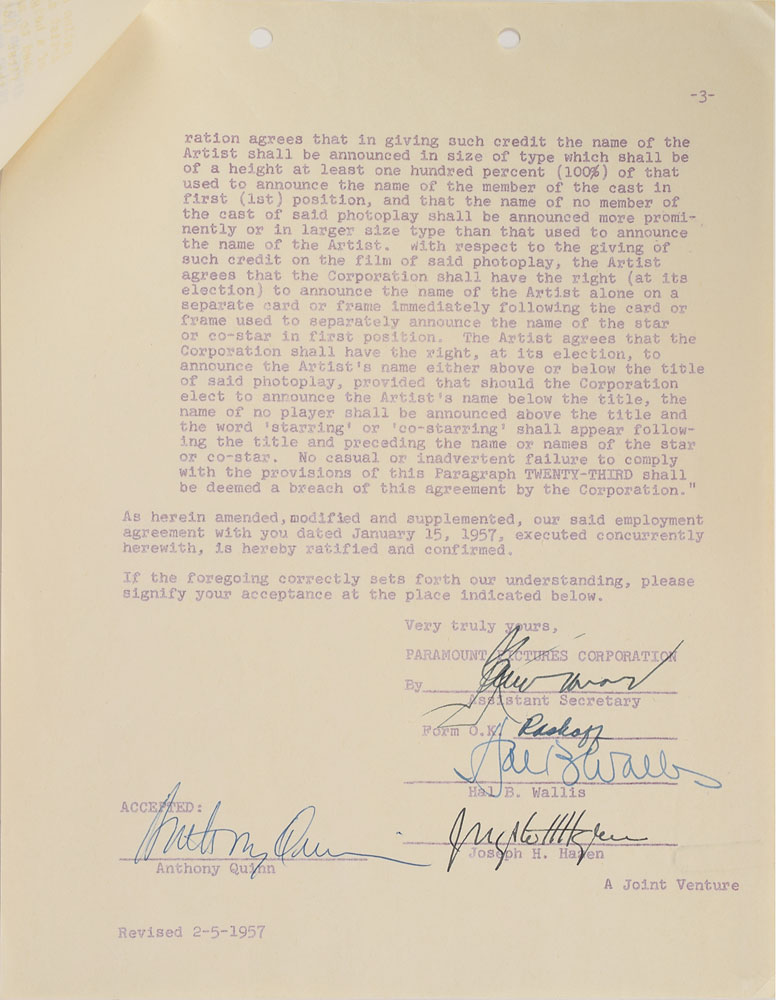 -3-
ration agrees that in giving such credit the name of the
Artist shall be announced in size of type which shall be
of a height at least one hundred percent (100%) of that
used to announce the name of the member of the cast in
first (1st) position, and that the name of no member of
the cast of said photoplay shall be announced more promi-
nently or in larger size type than that used to announce
the name of the Artist. With respect to the giving of
such credit on the film of said photoplay, the Artist
agrees that the Corporation shall have the right (at its
election) to announce the name of the Artist alone on a
separate card or frame immediately following the card or
frame used to separately announce the name of the star
or co-star in first position. The Artist agrees that the
Corporation shall have the right, at its election, to
announce the Artist's name either above or below the title
of said photoplay, provided that should the Corporation
elect to announce the Artist's name below the title, the
name of no player shall be announced above the title and
the word 'starring' or 'co-starring' shall appear follow-
ing the title and preceding the name or names of the star
or co-star. No casual or inadvertent failure to comply
with the provisions of this Paragraph TWENTY-THIRD shall
be deemed a breach of this agreement by the Corporation."
As herein amended, modified and supplemented, our said employment
agreement with you dated January 15, 1957, executed concurrently
herewith, is hereby ratified and confirmed.
If the foregoing correctly sets forth our understanding, please
signify your acceptance at the place indicated below.
Very truly yours,
PARAMOUNT PICTURES CORPORATION
By
Assistant Secretary
Form O.K.
Hal B Wallis
Hal B. Wallis
ACCEPTED:
Anthony Quinn
Anthony Quinn
Joseph H. Hazen
A Joint Venture
Revised 2-5-1957